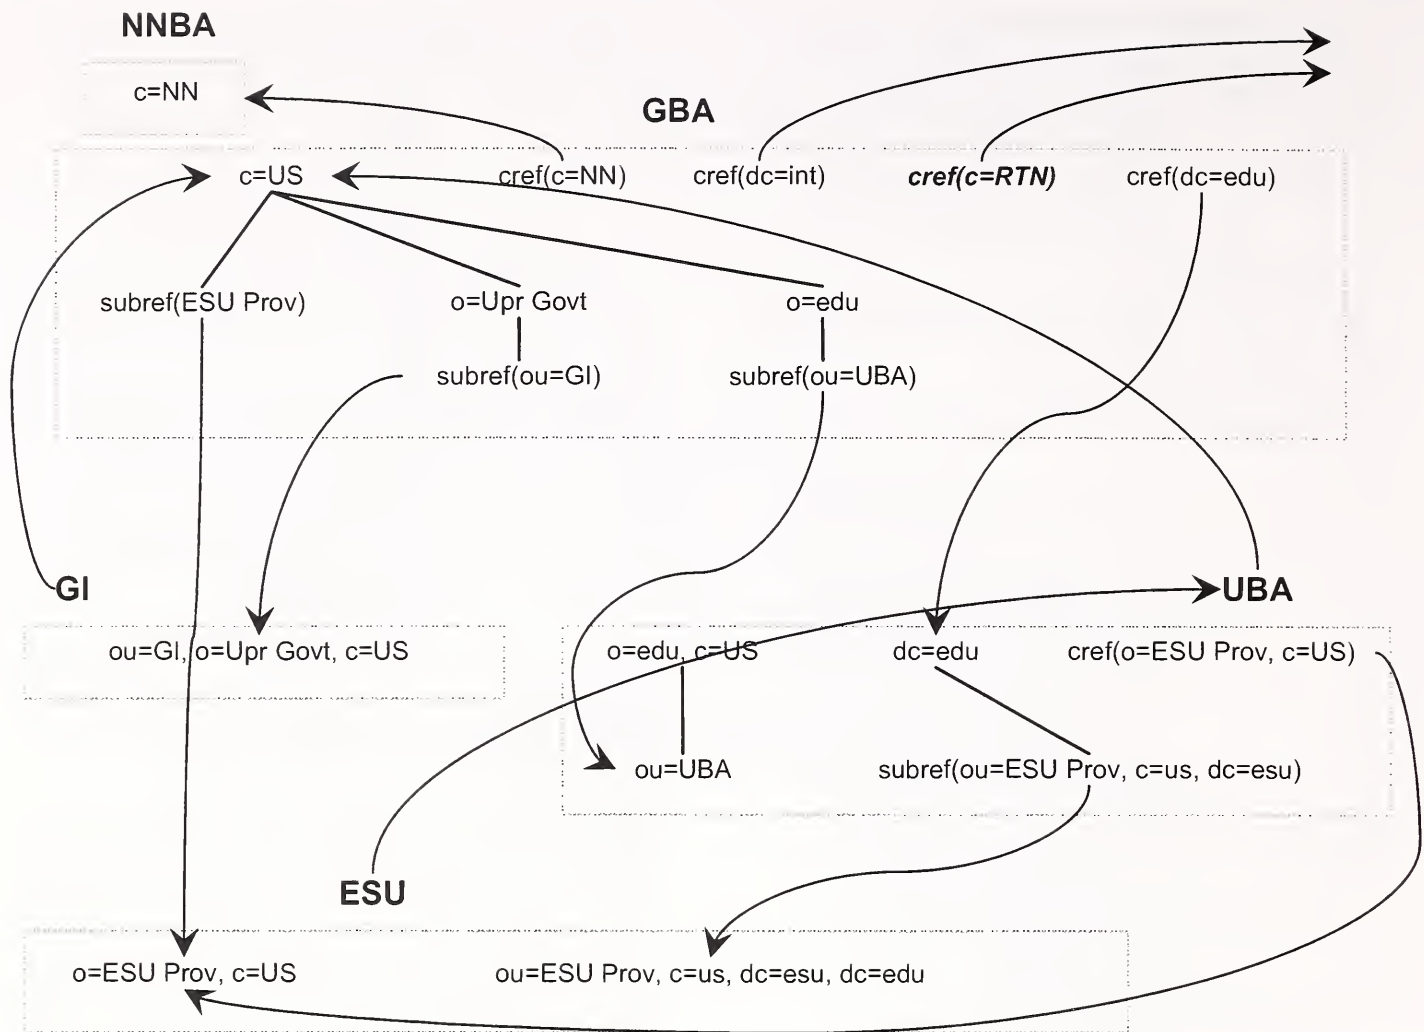 NNBA
c=NN
GBA
c=US
cref(c=NN)
cref(dc=int)
cref(c=RTN)
cref(dc=edu)
subref(ESU Prov)
o=Upr Govt
o=edu
subref(ou=GI)
subref(ou=UBA)
GI
UBA
ou=GI, o=Upr Govt, c=US
o=edu, c=US
dc=edu
cref(o=ESU Prov, c=US)
ou=UBA
subref(ou=ESU Prov, c=us, dc=esu)
ESU
o=ESU Prov, c=US
ou=ESU Prov, c=us, dc=esu, dc=edu